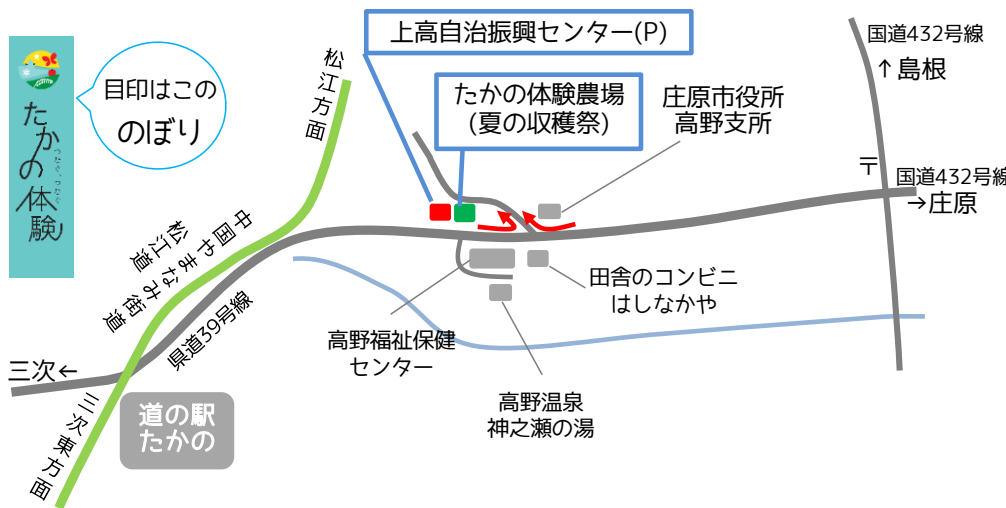 たかの体験
つたぐ、つたぐ
目印はこの
のぼり
上高自治振興センター(P)
たかの体験農場
(夏の収穫祭)
庄原市役所
高野支所
国道432号線
↑島根
〒
国道432号線
→庄原
松江方面
中国やまなみ街道
松江道
県道39号線
三次←
三次東方面
道の駅
たかの
高野福祉保健
センター
田舎のコンビニ
はしなかや
高野温泉
神之瀬の湯